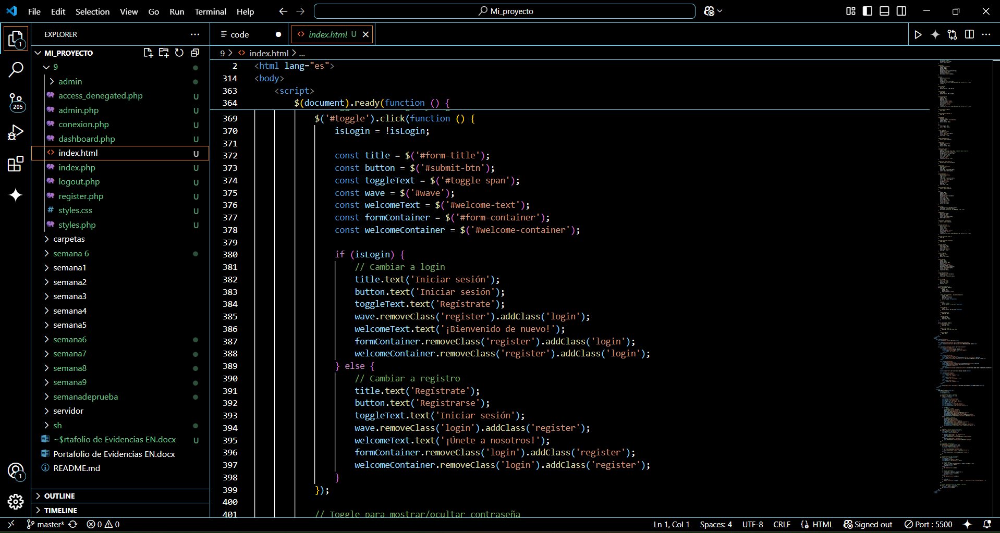 File Edit Selection View Go Run Terminal Help
Mi_proyecto
EXPLORER
MI_PROYECTO
9
admin
access_denegated.php U
admin.php U
conexion.php U
dashboard.php U
index.html U
index.php U
logout.php U
register.php U
styles.css U
styles.php U
carpetas
semana 6
semana1
semana2
semana3
semana4
semana5
semana6
semana7
semana8
semana9
semanadeprueba
servidor
sh
~$rtafolio de Evidencias EN.docx U
Portafolio de Evidencias EN.docx
README.md
OUTLINE
TIMELINE
1
205
1
code
index.html U
9 > index.html > ...
2 <html lang="es">
314 <body>
363 <script>
364 $(document).ready(function () {
369 $('#toggle').click(function () {
370 isLogin = !isLogin;
371
372 const title = $('#form-title');
373 const button = $('#submit-btn');
374 const toggleText = $('#toggle span');
375 const wave = $('#wave');
376 const welcomeText = $('#welcome-text');
377 const formContainer = $('#form-container');
378 const welcomeContainer = $('#welcome-container');
379
380 if (isLogin) {
381 // Cambiar a login
382 title.text('Iniciar sesión');
383 button.text('Iniciar sesión');
384 toggleText.text('Regístrate');
385 wave.removeClass('register').addClass('login');
386 welcomeText.text('¡Bienvenido de nuevo!');
387 formContainer.removeClass('register').addClass('login');
388 welcomeContainer.removeClass('register').addClass('login');
389 } else {
390 // Cambiar a registro
391 title.text('Regístrate');
392 button.text('Registrarse');
393 toggleText.text('Iniciar sesión');
394 wave.removeClass('login').addClass('register');
395 welcomeText.text('¡Únete a nosotros!');
396 formContainer.removeClass('login').addClass('register');
397 welcomeContainer.removeClass('login').addClass('register');
398 }
399 });
400
401 // Toggle para mostrar/ocultar contraseña
master* 0 0
Ln 1, Col 1 Spaces: 4 UTF-8 CRLF {} HTML Signed out Port : 5500